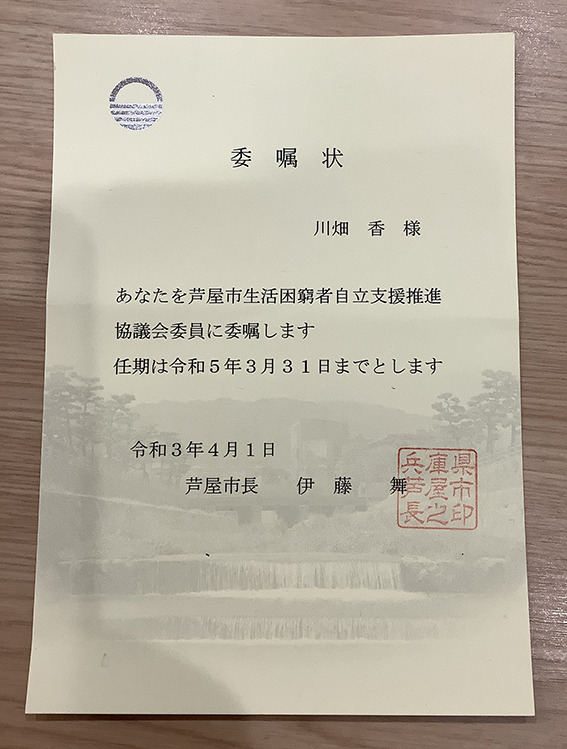 委嘱状
川畑 香 様
あなたを芦屋市生活困窮者自立支援推進
協議会委員に委嘱します
任期は令和５年３月３１日までとします
令和３年４月１日
芦屋市長 伊藤 舞
兵庫県
芦屋市
長之印